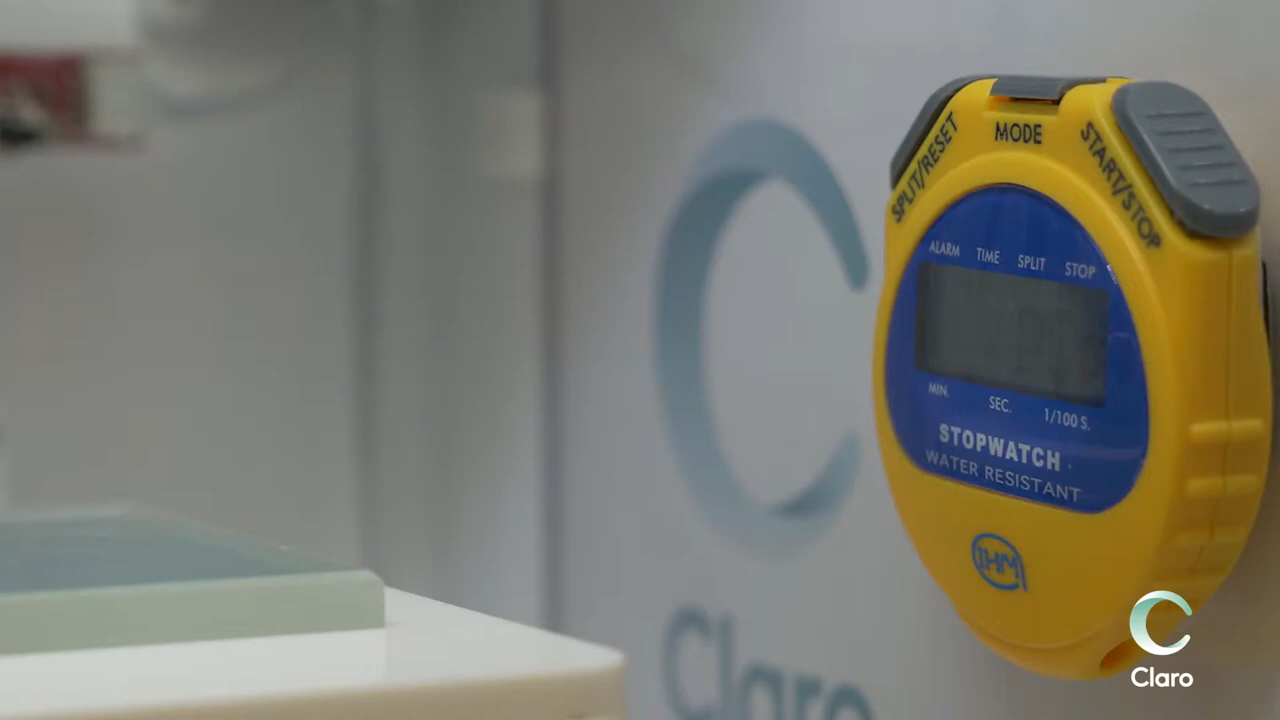 SPLIT/RESET
MODE
START/STOP
ALARM TIME SPLIT STOP
MIN. SEC. 1/100 S.
STOPWATCH
WATER RESISTANT
IHM
Claro
Claro